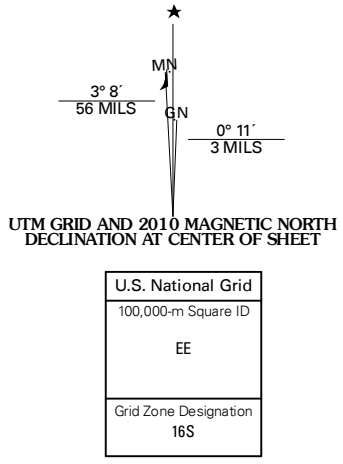 ★
MN
3° 8´
56 MILS
GN
0° 11´
3 MILS
UTM GRID AND 2010 MAGNETIC NORTH
DECLINATION AT CENTER OF SHEET
U.S. National Grid
100,000-m Square ID
EE
Grid Zone Designation
16S